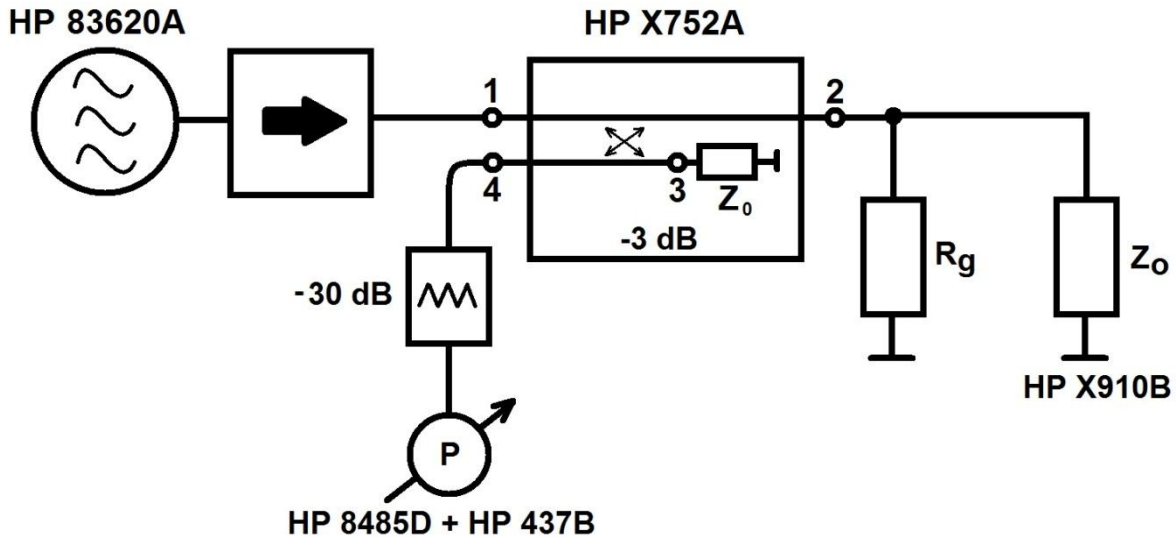 HP 83620A
HP X752A
1
2
4
3
Z₀
-3 dB
-30 dB
Rg
Zo
HP X910B
P
HP 8485D + HP 437B